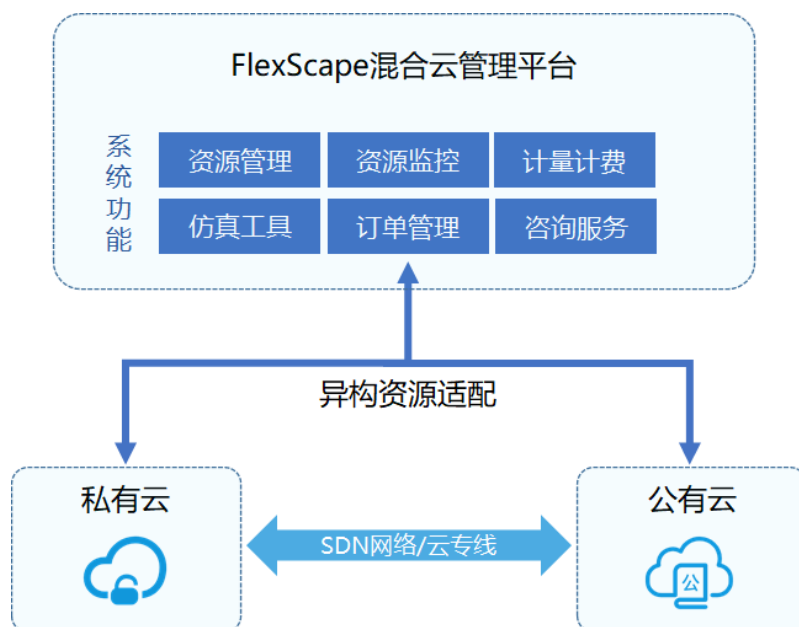 FlexScape混合云管理平台
系统功能
资源管理 资源监控 计量计费
仿真工具 订单管理 咨询服务
异构资源适配
私有云 公有云
SDN网络/云专线
公